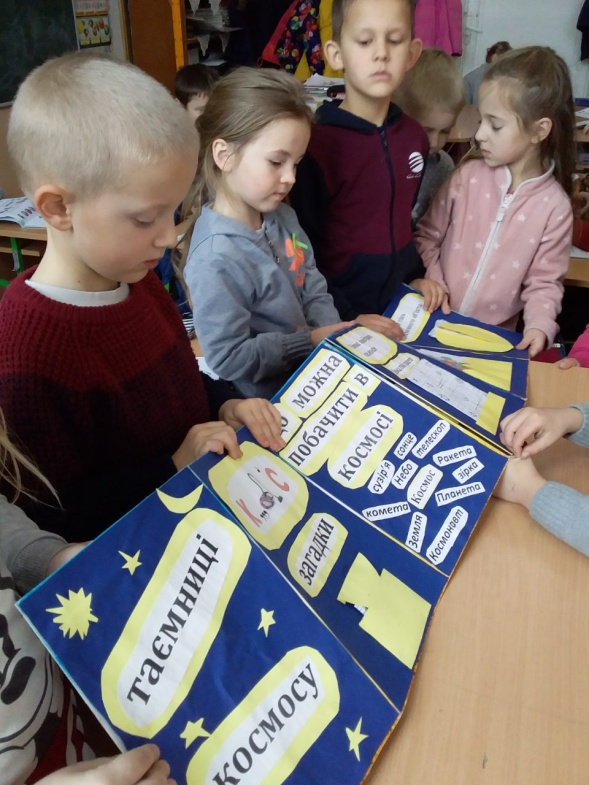 таємниці
космосу
К С
загадки
можна
побачити в
космосі
сонце
телескоп
сузір'я
Небо
Ракета
зірка
Космос
Планета
комета
Земля
Космонавт